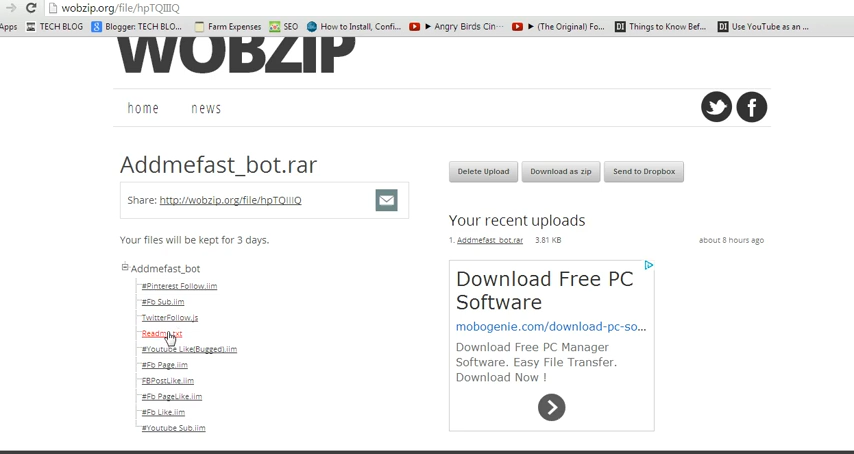 wobzip.org/file/hpTQIIIQ
Apps TECH BLOG Blogger: TECH BLO... Farm Expenses SEO How to Install, Confi... Angry Birds Cin⋯ (The Original) Fo... Things to Know Bef... Use YouTube as an ...
WOBZIP
home news
Addmefast_bot.rar
Delete Upload Download as zip Send to Dropbox
Share: http://wobzip.org/file/hpTQIIIQ
Your recent uploads
Your files will be kept for 3 days.
1. Addmefast_bot.rar 3.81 KB about 8 hours ago
Addmefast_bot
#Pinterest Follow.iim
#Fb Sub.iim
TwitterFollow.js
Readme.txt
#Youtube Like(Bugged).iim
#Fb Page.iim
FBPostLike.iim
#Fb PageLike.iim
#Fb Like.iim
#Youtube Sub.iim
Download Free PC
Software
mobogenie.com/download-pc-so...
Download Free PC Manager
Software. Easy File Transfer.
Download Now !